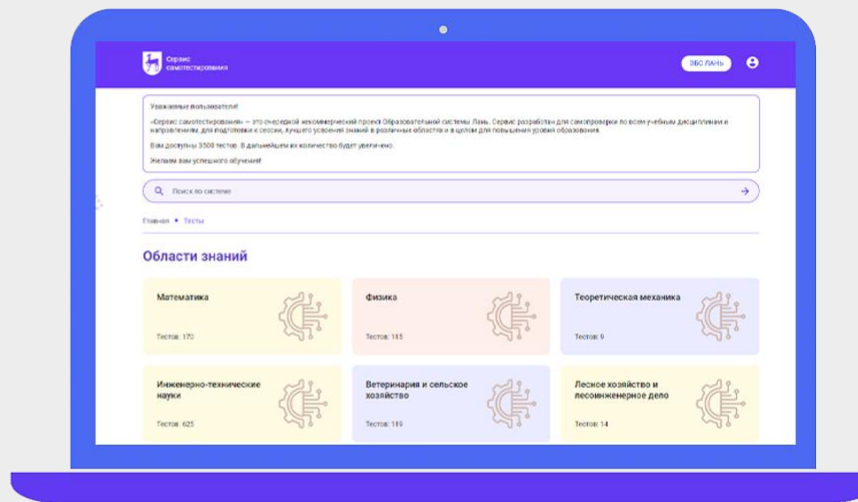 Сервис
самотестирования
ЭБС ЛАНЬ
Уважаемые пользователи!
«Сервис самотестирования» — это очередной некоммерческий проект Образовательной системы Лань. Сервис разработан для самопроверки по всем учебным дисциплинам и
направлениям, для подготовки к сессии, лучшего усвоения знаний в различных областях и в целом для повышения уровня образования.
Вам доступны 3500 тестов. В дальнейшем их количество будет увеличено.
Желаем вам успешного обучения!
Поиск по системе
Главная • Тесты
Области знаний
Математика
Тестов: 170
Физика
Тестов: 115
Теоретическая механика
Тестов: 9
Инженерно-технические
науки
Тестов: 625
Ветеринария и сельское
хозяйство
Тестов: 119
Лесное хозяйство и
лесоинженерное дело
Тестов: 14